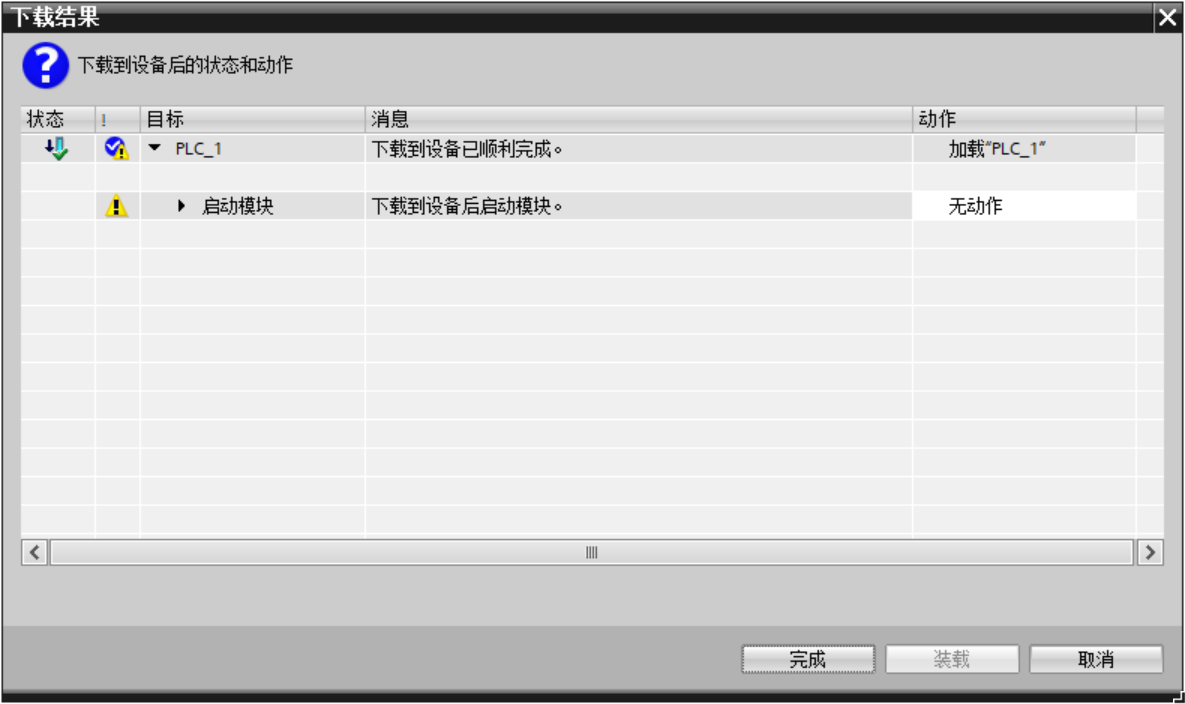 下载结果
下载到设备后的状态和动作
状态 ! 目标 消息 动作
PLC_1 下载到设备已顺利完成。 加载“PLC_1”
启动模块 下载到设备后启动模块。 无动作
完成 装载 取消